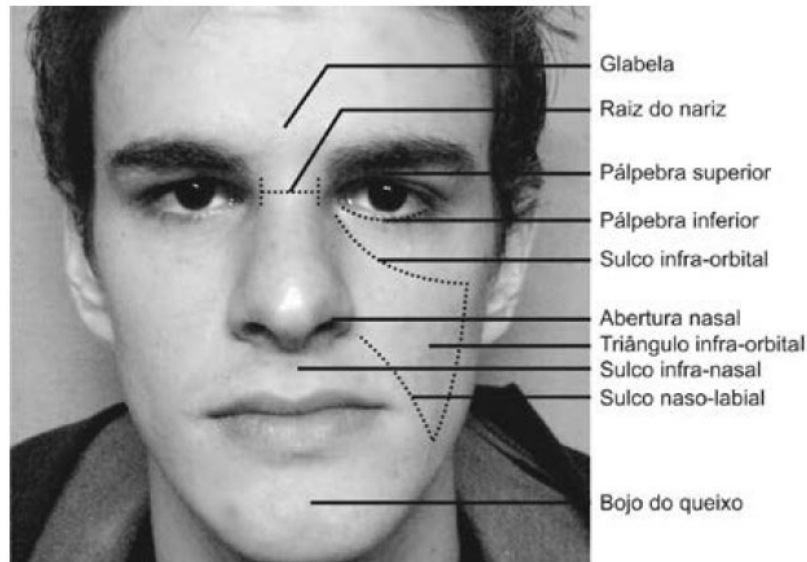 Glabela
Raiz do nariz
Pálpebra superior
Pálpebra inferior
Sulco infra-orbital
Abertura nasal
Triângulo infra-orbital
Sulco infra-nasal
Sulco naso-labial
Bojo do queixo